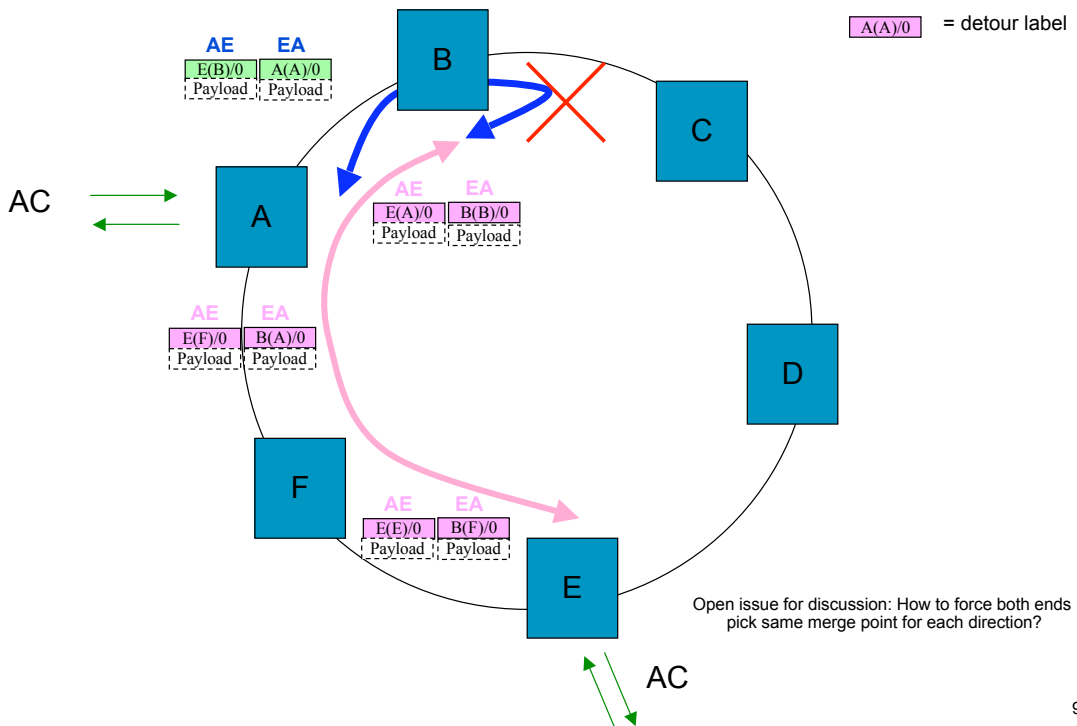 A(A)/0 = detour label
AE EA
E(B)/0 A(A)/0
Payload Payload
B
C
AC
A
AE EA
E(A)/0 B(B)/0
Payload Payload
AE EA
E(F)/0 B(A)/0
Payload Payload
D
F
AE EA
E(E)/0 B(F)/0
Payload Payload
E
Open issue for discussion: How to force both ends
pick same merge point for each direction?
AC
9